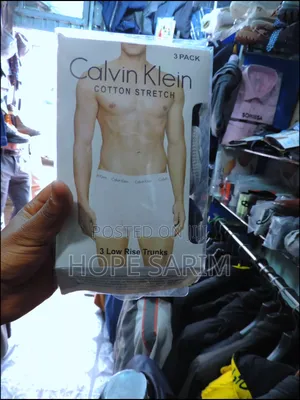 3 PACK
Calvin Klein
COTTON STRETCH
POSTED ON
HOPE SARIM
3 Low Rise Trunks